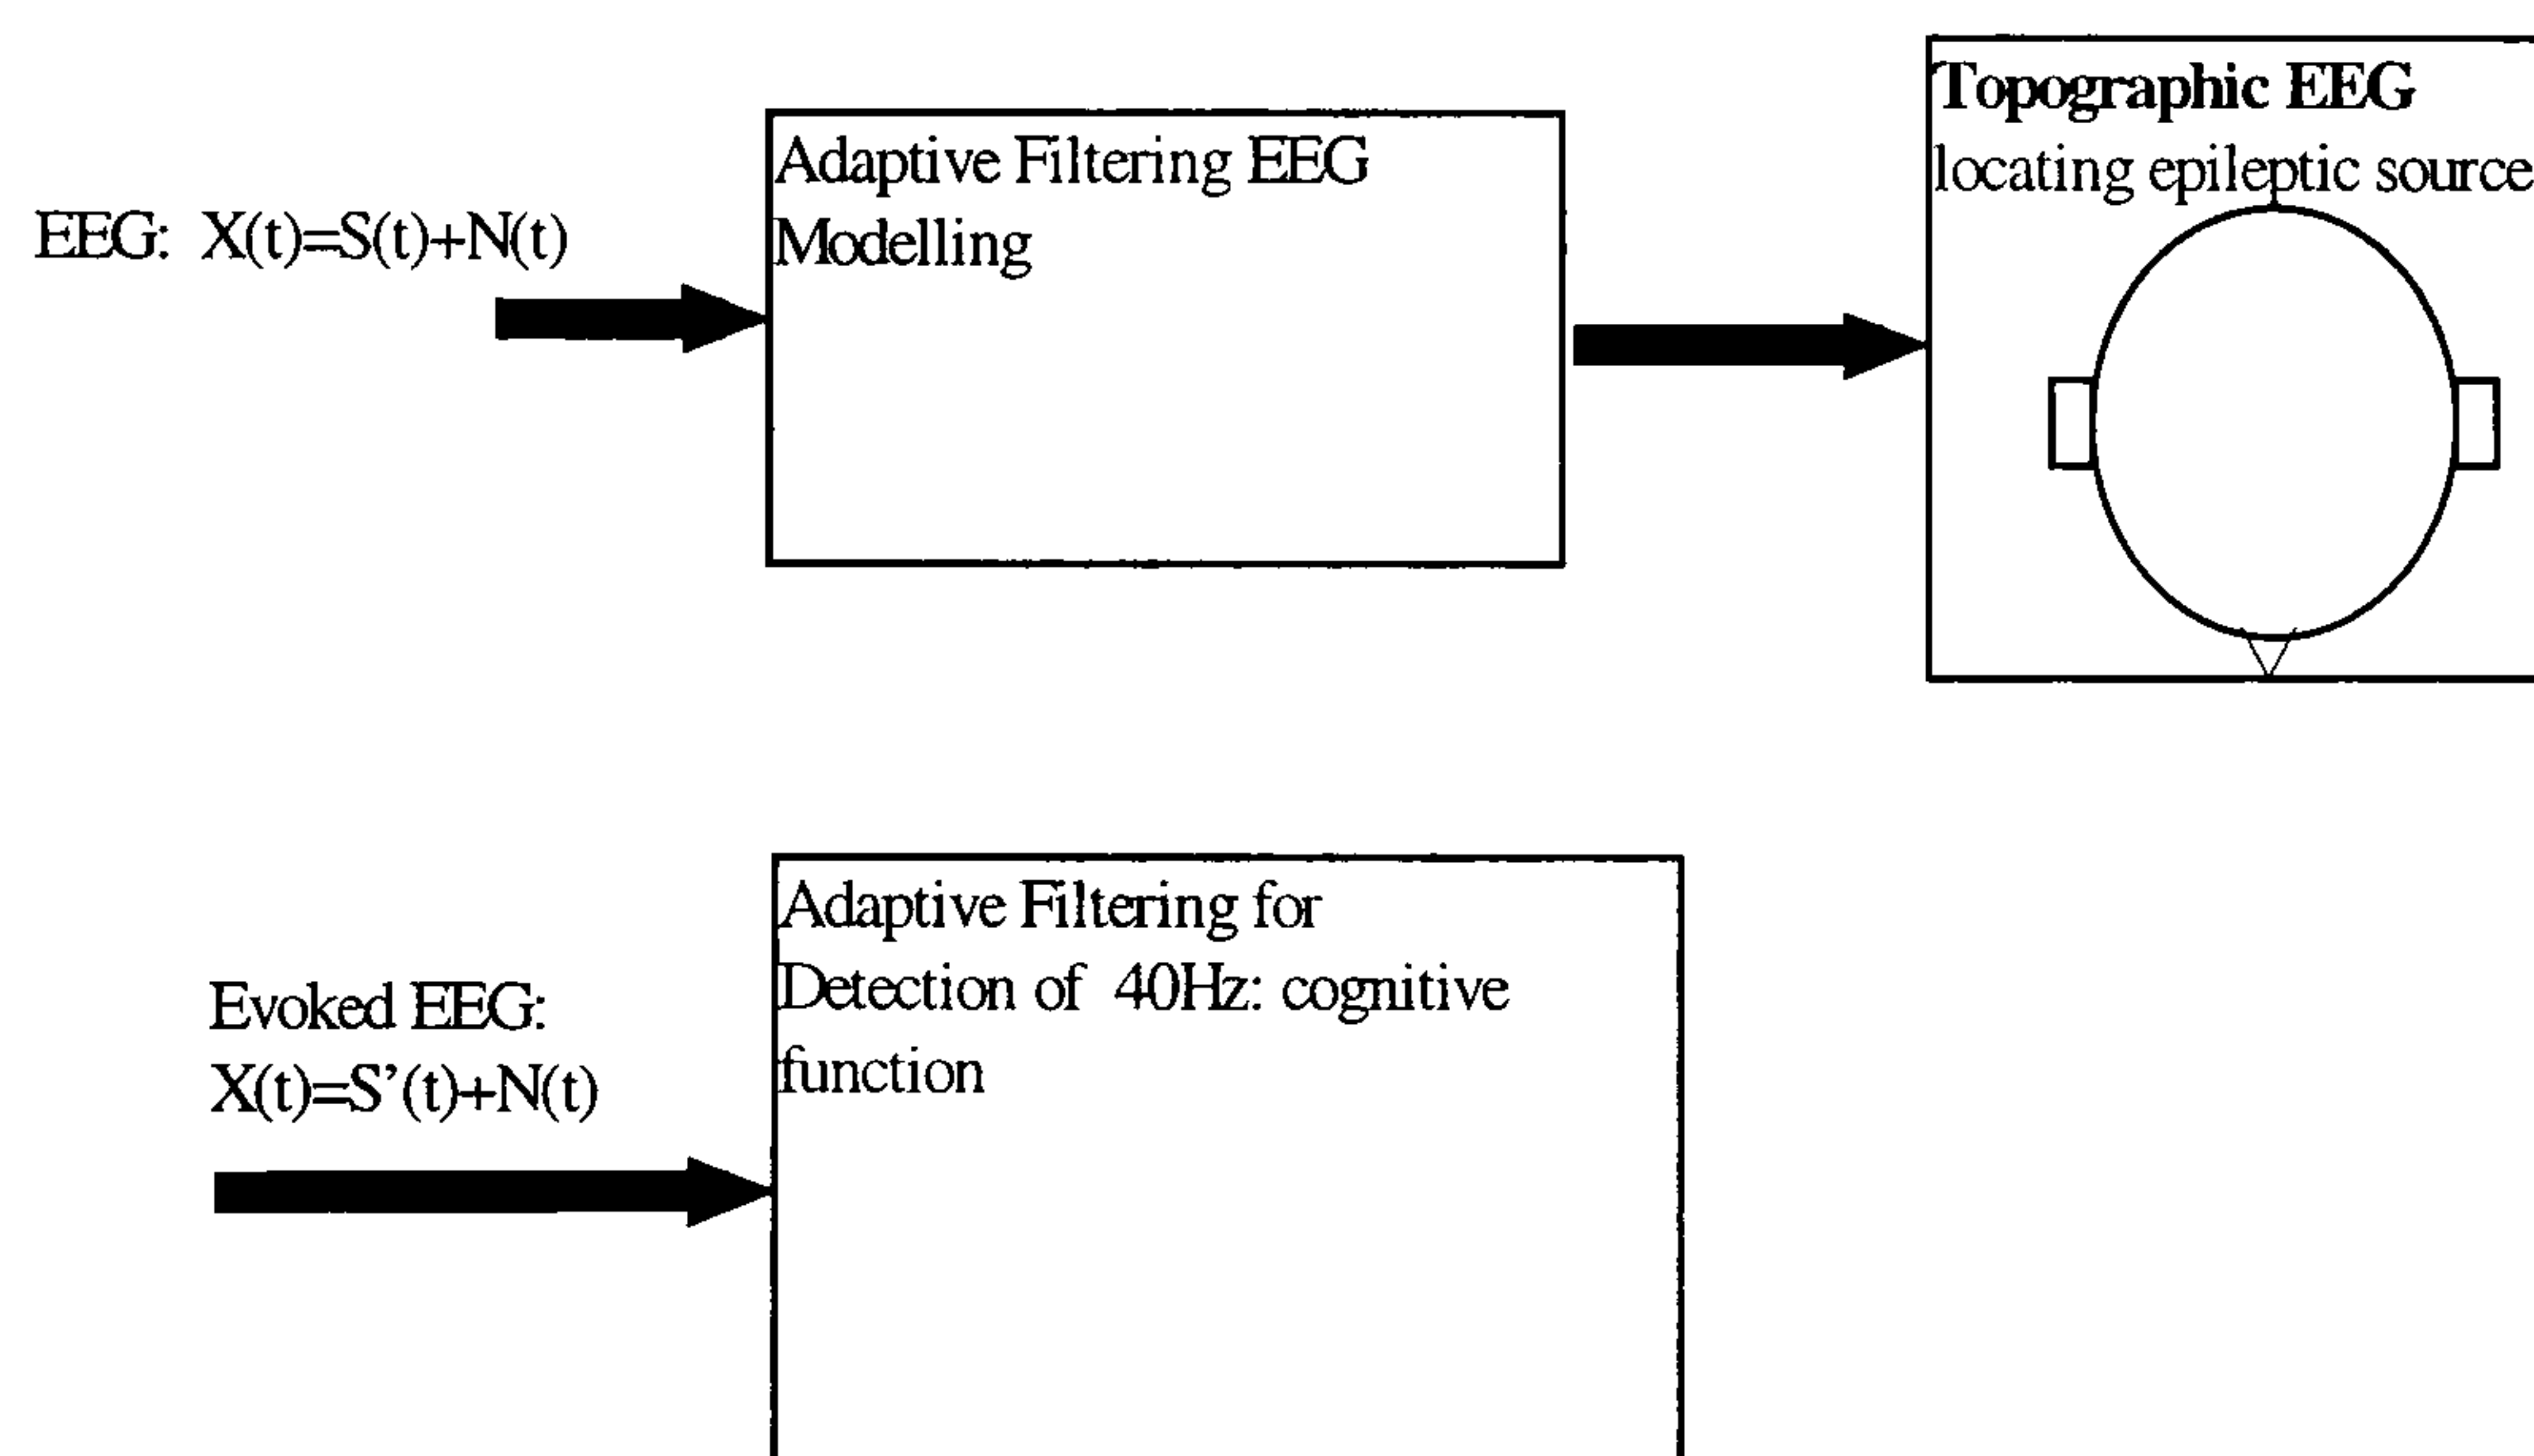 Topographic EEG
locating epileptic source
Adaptive Filtering EEG
Modelling
EEG: X(t)=S(t)+N(t)
Adaptive Filtering for
Detection of 40Hz: cognitive
function
Evoked EEG:
X(t)=S’(t)+N(t)